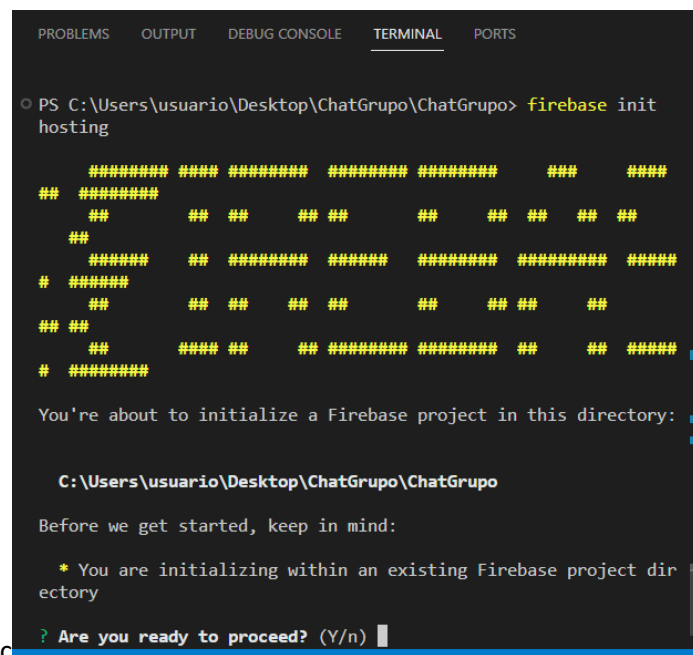 PROBLEMS OUTPUT DEBUG CONSOLE TERMINAL PORTS
PS C:\Users\usuario\Desktop\ChatGrupo\ChatGrupo> firebase init
hosting
     ######## #### ########  ######## ########     ###     ####
##  ########
     ##        ##  ##     ## ##       ##     ##  ##   ##  ##
   ##
     ######    ##  ########  ######   ########  #########  #####
#  ######
     ##        ##  ##    ##  ##       ##     ## ##     ##
## ##
     ##       #### ##     ## ######## ########  ##     ##  #####
#  ########
You're about to initialize a Firebase project in this directory:
C:\Users\usuario\Desktop\ChatGrupo\ChatGrupo
Before we get started, keep in mind:
* You are initializing within an existing Firebase project dir
ectory
? Are you ready to proceed? (Y/n)
c